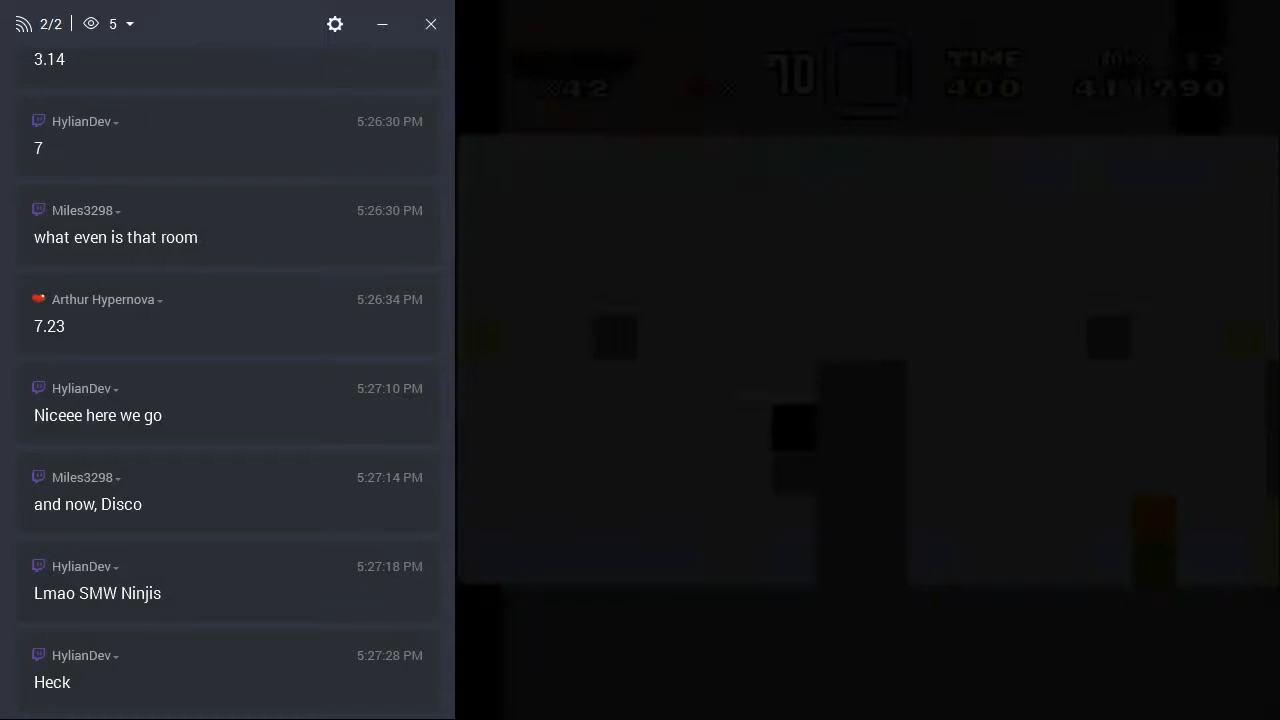 2/2 5
3.14
HylianDev 5:26:30 PM
7
Miles3298 5:26:30 PM
what even is that room
Arthur Hypernova 5:26:34 PM
7.23
HylianDev 5:27:10 PM
Niceee here we go
Miles3298 5:27:14 PM
and now, Disco
HylianDev 5:27:18 PM
Lmao SMW Ninjis
HylianDev 5:27:28 PM
Heck
70 TIME
×42 × 400 411790